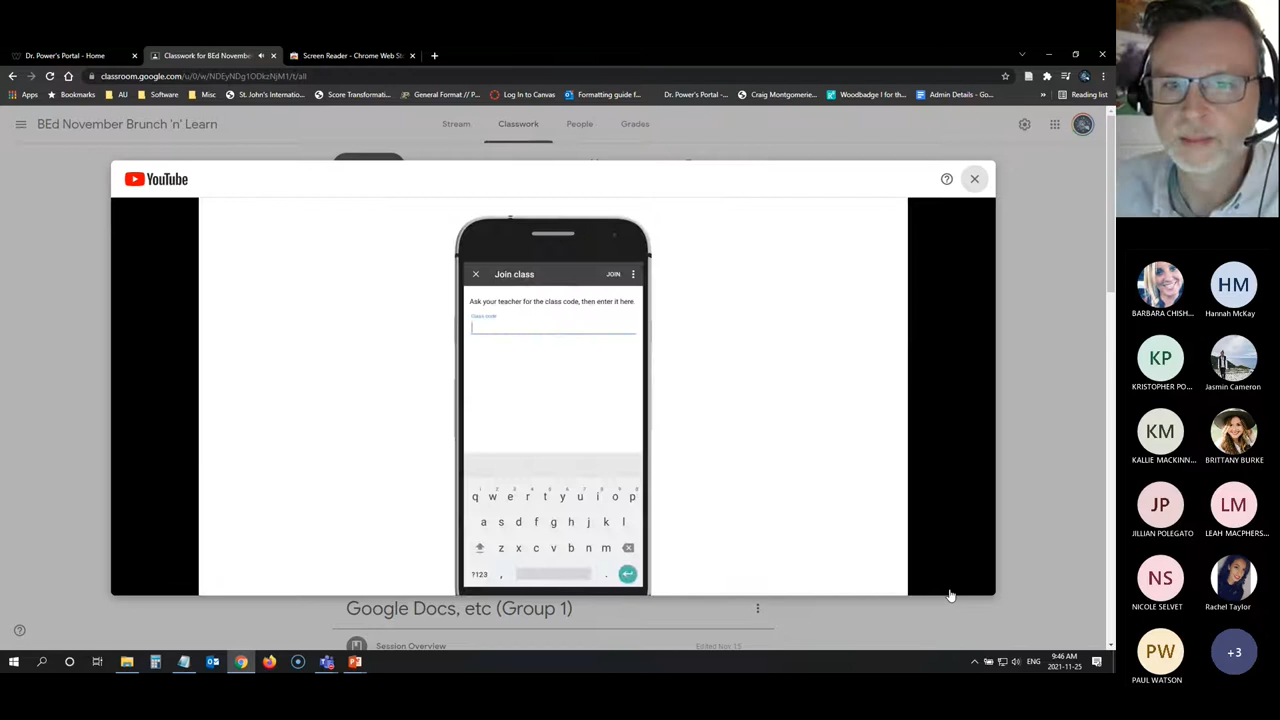 Dr. Power's Portal - Home
Classwork for BEd Novembe
Screen Reader - Chrome Web St
classroom.google.com/u/0/w/NDEyNDg1ODkzNjM1/t/all
Apps
Bookmarks
AU
Software
Misc
St. John's Internatio...
Score Transformati...
General Format // P...
Log In to Canvas
Formatting guide f...
Dr. Power's Portal -...
Craig Montgomerie...
Woodbadge I for th...
Admin Details - Go...
»
Reading list
BEd November Brunch 'n' Learn
Stream
Classwork
People
Grades
YouTube
Join class
JOIN
Ask your teacher for the class code, then enter it here.
Class code
q w e r t y u i o p
a s d f g h j k l
z x c v b n m
?123 , .
Google Docs, etc (Group 1)
Session Overview
Edited Nov. 15
ENG
9:46 AM
2021-11-25
BARBARA CHISH...
HM
Hannah McKay
KP
KRISTOPHER PO...
Jasmin Cameron
KM
KALLIE MACKINN...
BRITTANY BURKE
JP
JILLIAN POLEGATO
LM
LEAH MACPHERS...
NS
NICOLE SELVET
Rachel Taylor
PW
PAUL WATSON
+3